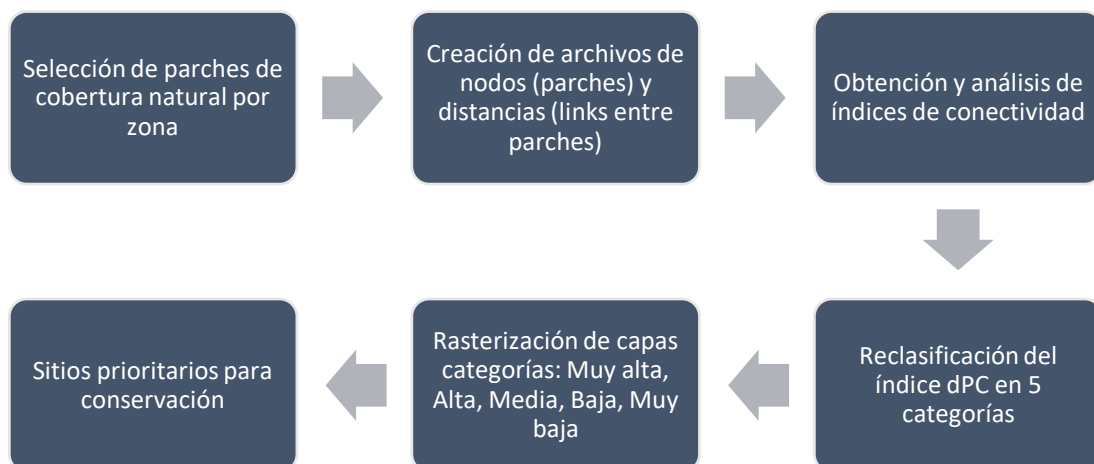 Selección de parches de
cobertura natural por
zona
Creación de archivos de
nodos (parches) y
distancias (links entre
parches)
Obtención y análisis de
índices de conectividad
Reclasificación del
índice dPC en 5
categorías
Rasterización de capas
categorías: Muy alta,
Alta, Media, Baja, Muy
baja
Sitios prioritarios para
conservación